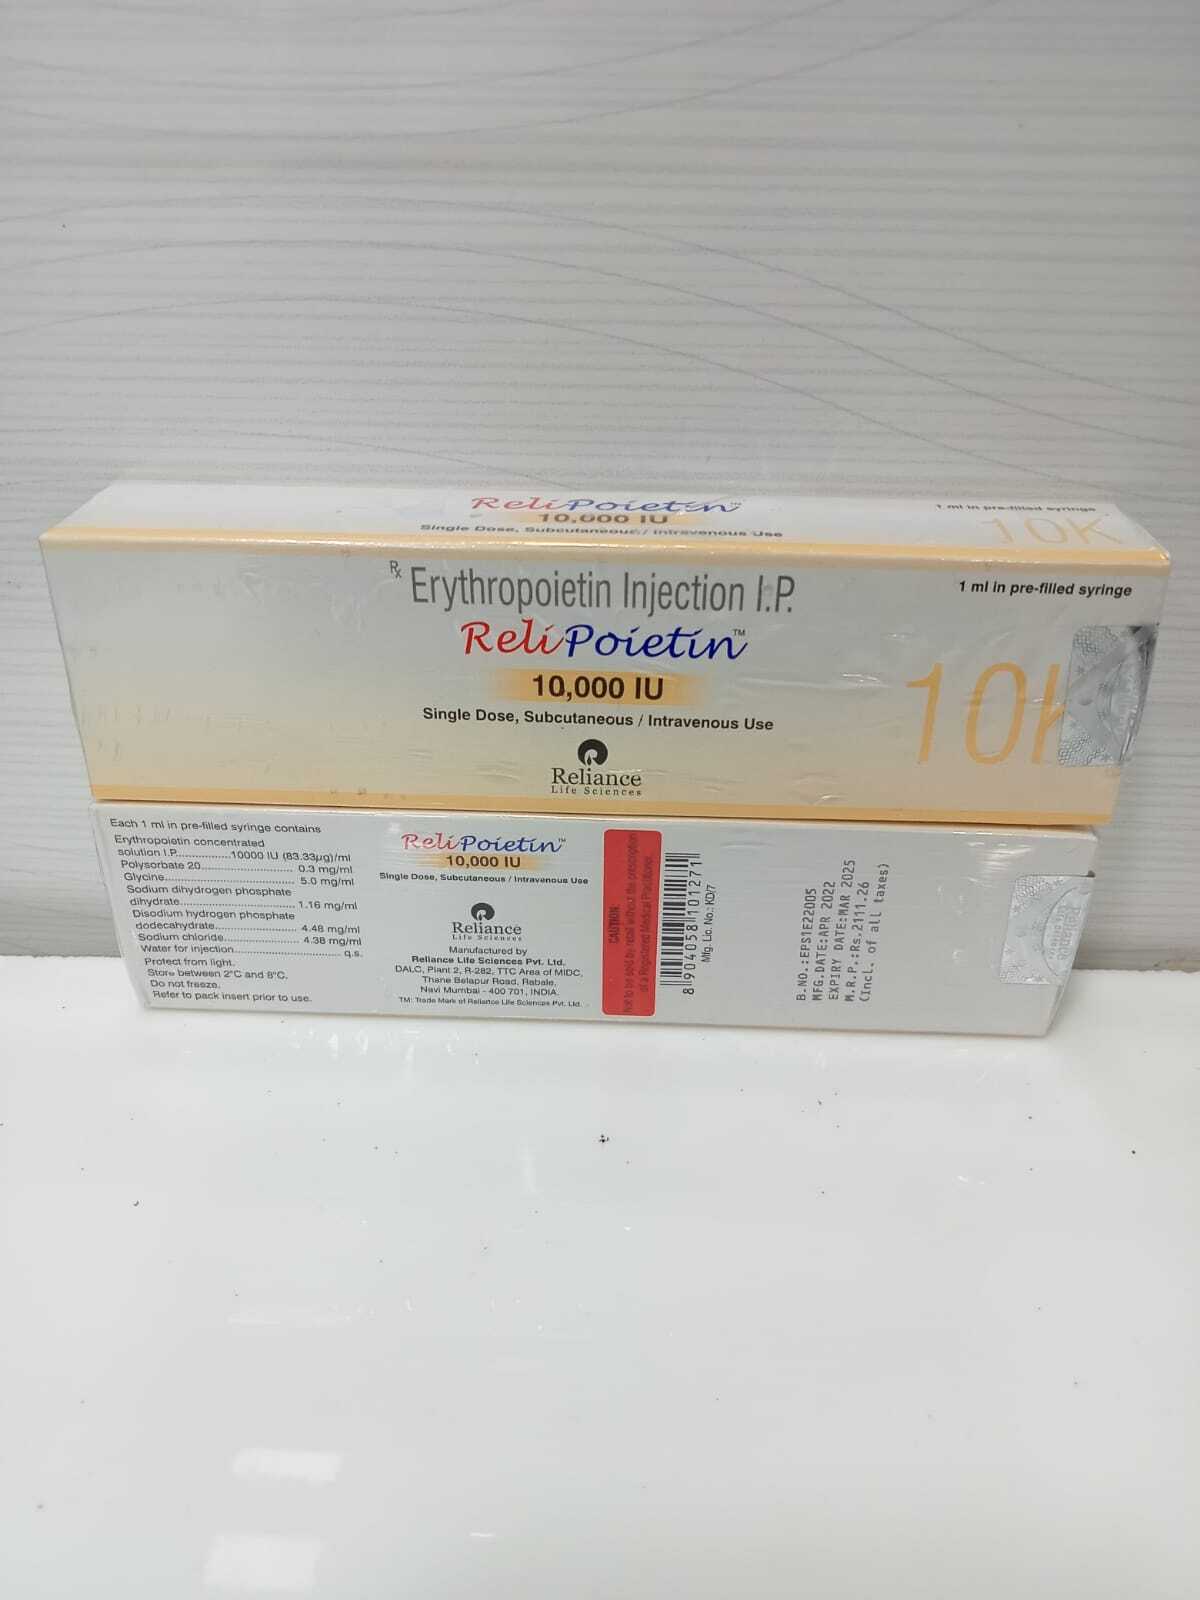 ReliPoietin™
10,000 IU
Single Dose, Subcutaneous / Intravenous Use
1 ml in pre-filled syringe
10K
Rx Erythropoietin Injection I.P.
ReliPoietin™
10,000 IU
Single Dose, Subcutaneous / Intravenous Use
Reliance
Life Sciences
1 ml in pre-filled syringe
10K
Each 1 ml in pre-filled syringe contains
Erythropoietin concentrated
solution I.P.................10000 IU (83.33µg)/ml
Polysorbate 20...................... 0.3 mg/ml
Glycine.............................. 5.0 mg/ml
Sodium dihydrogen phosphate
dihydrate........................... 1.16 mg/ml
Disodium hydrogen phosphate
dodecahydrate.................... 4.48 mg/ml
Sodium chloride................... 4.38 mg/ml
Water for injection......................... q.s.
Protect from light.
Store between 2°C and 8°C.
Do not freeze.
Refer to pack insert prior to use.
ReliPoietin™
10,000 IU
Single Dose, Subcutaneous / Intravenous Use
Reliance
Life Sciences
Manufactured by
Reliance Life Sciences Pvt. Ltd.
DALC, Plant 2, R-282, TTC Area of MIDC,
Thane Belapur Road, Rabale,
Navi Mumbai - 400 701, INDIA.
TM: Trade Mark of Reliance Life Sciences Pvt. Ltd.
CAUTION:
Not to be sold by retail without the prescription
of a Registered Medical Practitioner.
8 904058 101271
Mfg. Lic. No.: KD/7
B.NO.:EPS1E22005
MFG.DATE:APR 2022
EXPIRY DATE:MAR 2025
M.R.P.:Rs.2111.26
(Incl. of all taxes)
Reliance